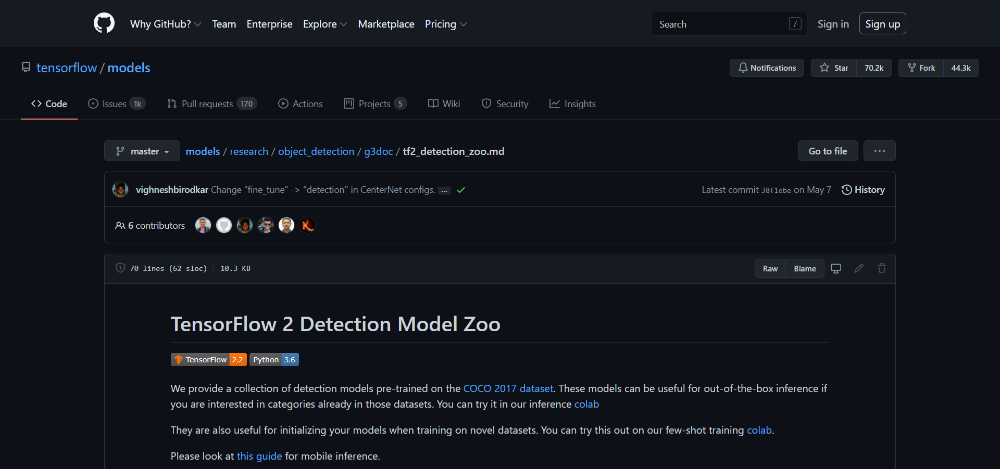 Why GitHub? Team Enterprise Explore Marketplace Pricing Search / Sign in Sign up
tensorflow / models Notifications Star 70.2k Fork 44.3k
Code Issues 1k Pull requests 170 Actions Projects 5 Wiki Security Insights
master models / research / object_detection / g3doc / tf2_detection_zoo.md Go to file ...
vighneshbirodkar Change "fine_tune" -> "detection" in CenterNet configs. ... Latest commit 38f1ebe on May 7 History
6 contributors K
70 lines (62 sloc) 10.3 KB Raw Blame
TensorFlow 2 Detection Model Zoo
TensorFlow 2.2 Python 3.6
We provide a collection of detection models pre-trained on the COCO 2017 dataset. These models can be useful for out-of-the-box inference if
you are interested in categories already in those datasets. You can try it in our inference colab
They are also useful for initializing your models when training on novel datasets. You can try this out on our few-shot training colab.
Please look at this guide for mobile inference.